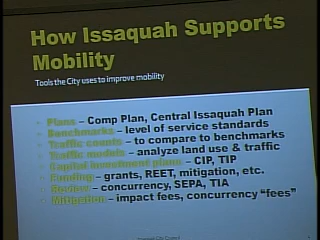 How Issaquah Supports
Mobility
Tools the City uses to improve mobility
Plans – Comp Plan, Central Issaquah Plan
Benchmarks – level of service standards
Traffic counts – to compare to benchmarks
Traffic models – analyze land use & traffic
Capital investment plans – CIP, TIP
Funding – grants, REET, mitigation, etc.
Review – concurrency, SEPA, TIA
Mitigation – impact fees, concurrency “fees”